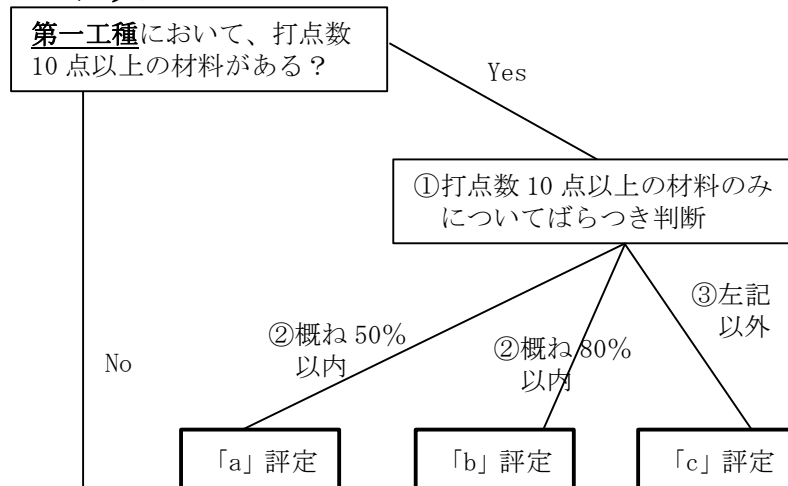 第一工種において、打点数
10 点以上の材料がある？
Yes
①打点数 10 点以上の材料のみ
についてばらつき判断
③左記
以外
②概ね 50％
以内
②概ね 80％
以内
No
「a」評定
「b」評定
「c」評定